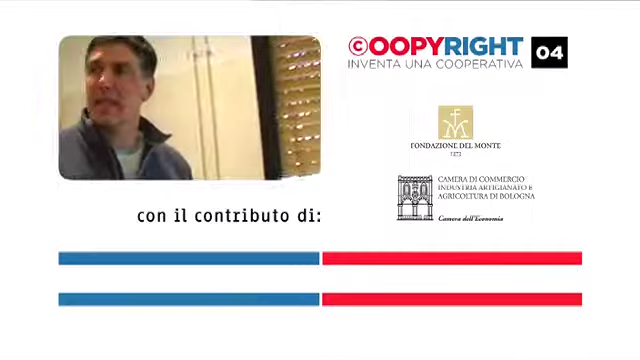 ©OOPYRIGHT 04
INVENTA UNA COOPERATIVA
FONDAZIONE DEL MONTE
1473
CAMERA DI COMMERCIO
INDUSTRIA ARTIGIANATO E
AGRICOLTURA DI BOLOGNA
Camera dell'Economia
con il contributo di: